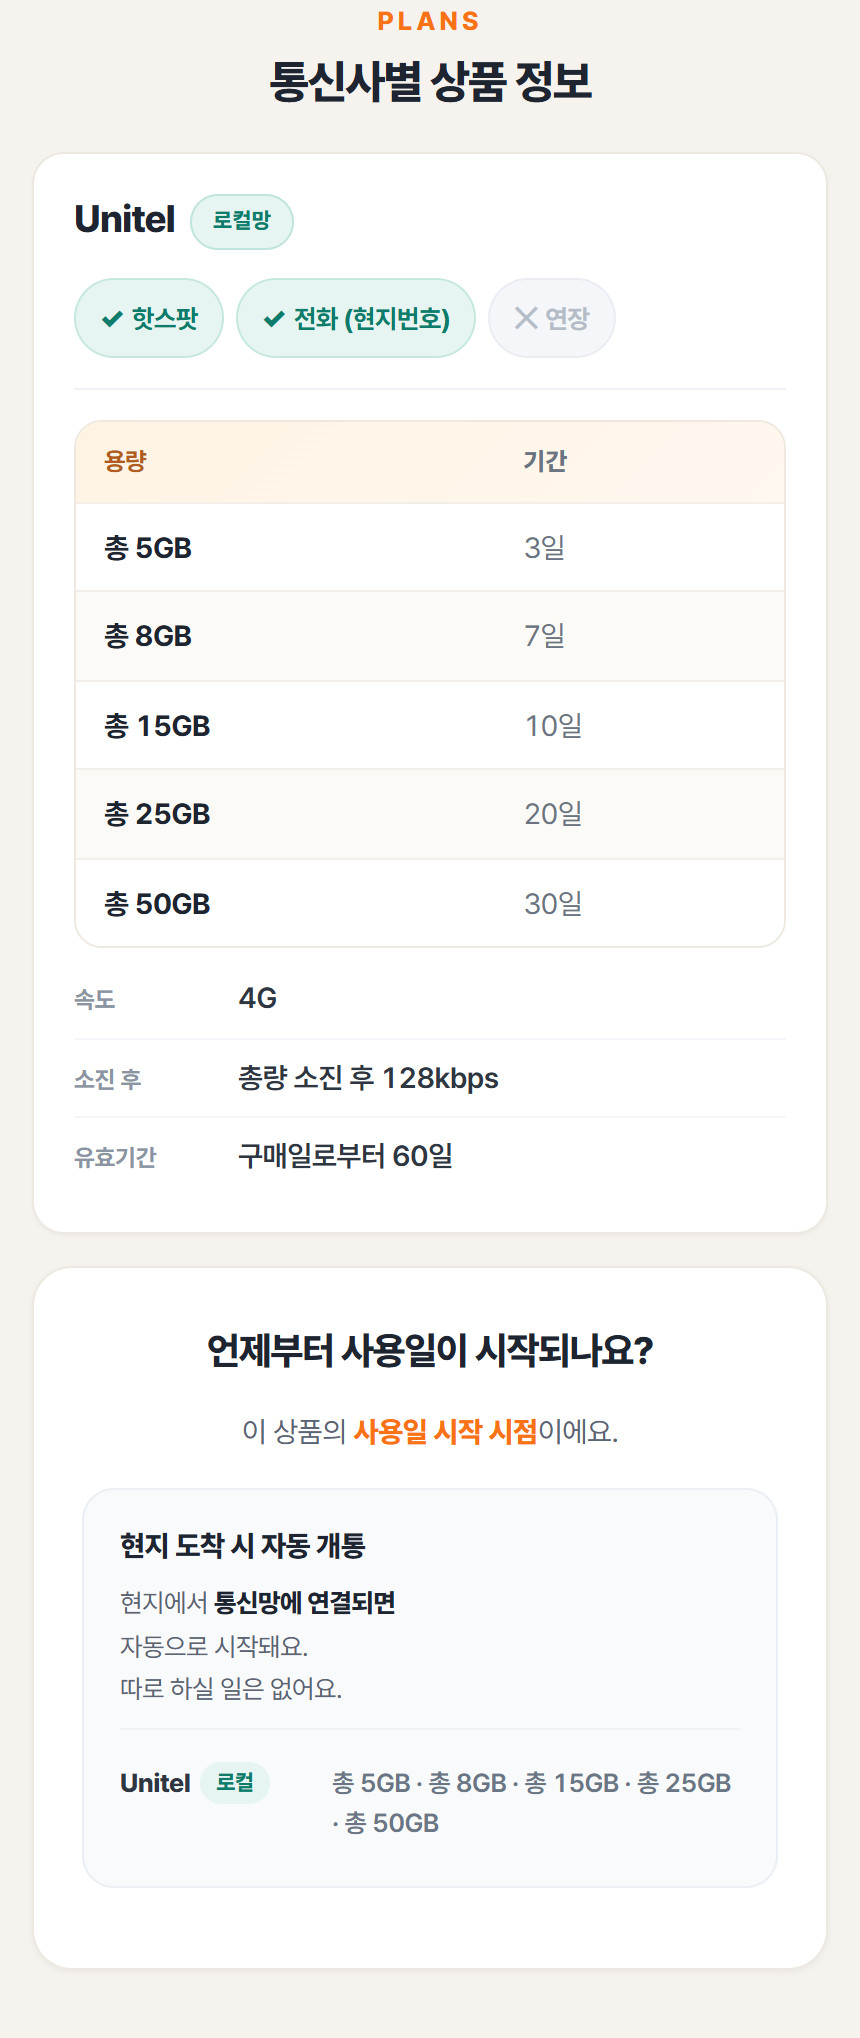 PLANS
통신사별 상품 정보
Unitel 로컬망
✓ 핫스팟 ✓ 전화 (현지번호) ✕ 연장
용량 기간
총 5GB 3일
총 8GB 7일
총 15GB 10일
총 25GB 20일
총 50GB 30일
속도 4G
소진 후 총량 소진 후 128kbps
유효기간 구매일로부터 60일
언제부터 사용일이 시작되나요?
이 상품의 사용일 시작 시점이에요.
현지 도착 시 자동 개통
현지에서 통신망에 연결되면
자동으로 시작돼요.
따로 하실 일은 없어요.
Unitel 로컬 총 5GB · 총 8GB · 총 15GB · 총 25GB
· 총 50GB